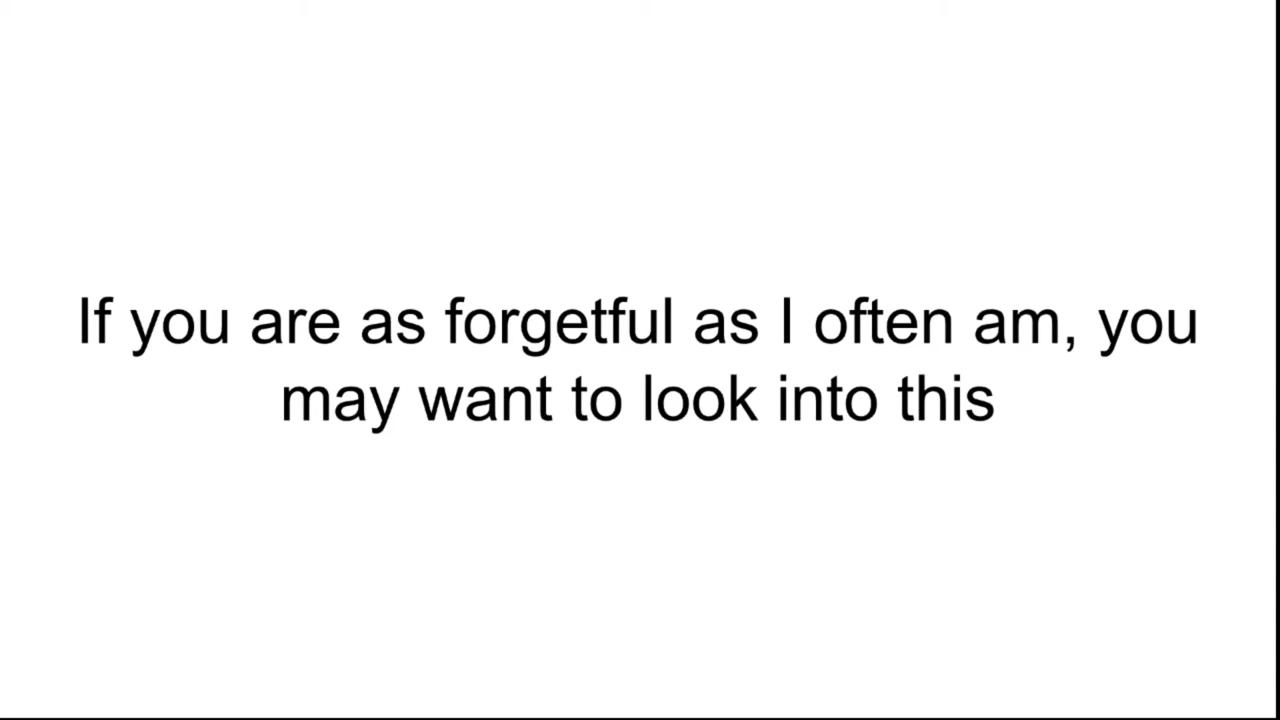 If you are as forgetful as I often am, you
may want to look into this